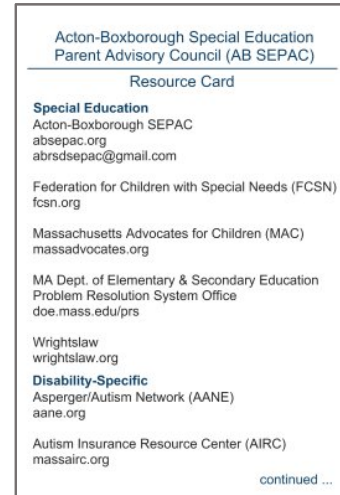 Acton-Boxborough Special Education
Parent Advisory Council (AB SEPAC)
Resource Card
Special Education
Acton-Boxborough SEPAC
absepac.org
abrsdsepac@gmail.com
Federation for Children with Special Needs (FCSN)
fcsn.org
Massachusetts Advocates for Children (MAC)
massadvocates.org
MA Dept. of Elementary & Secondary Education
Problem Resolution System Office
doe.mass.edu/prs
Wrightslaw
wrightslaw.org
Disability-Specific
Asperger/Autism Network (AANE)
aane.org
Autism Insurance Resource Center (AIRC)
massairc.org
continued ...